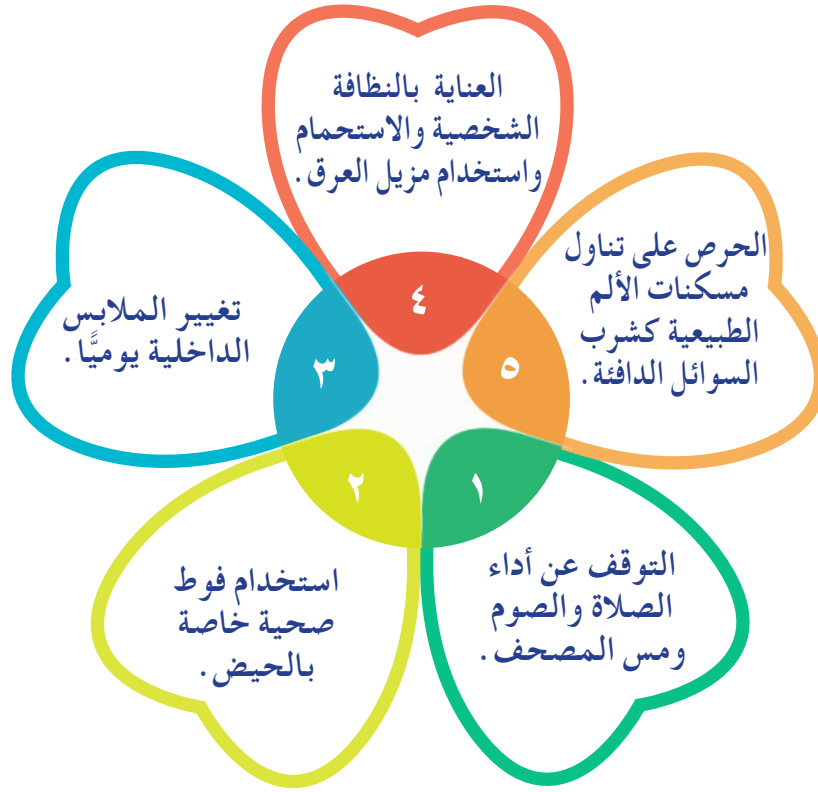 ١
التوقف عن أداء
الصلاة والصوم
ومس المصحف.
٢
استخدام فوط
صحية خاصة
بالحيض.
٣
تغيير الملابس
الداخلية يوميًّا.
٤
العناية بالنظافة
الشخصية والاستحمام
واستخدام مزيل العرق.
٥
الحرص على تناول
مسكنات الألم
الطبيعية كشرب
السوائل الدافئة.